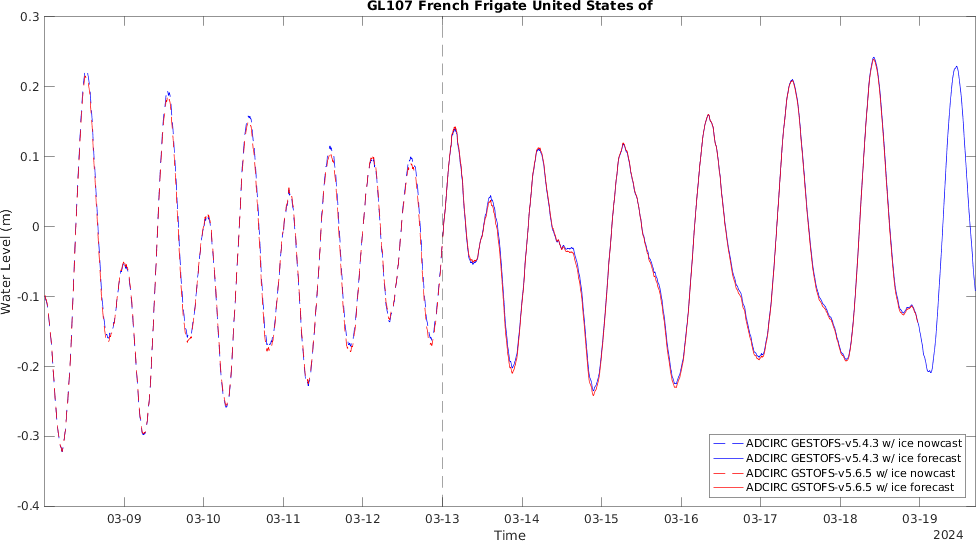 GL107 French Frigate United States of
0.3
0.2
0.1
0
-0.1
-0.2
-0.3
-0.4
Water Level (m)
ADCIRC GESTOFS-v5.4.3 w/ ice nowcast
ADCIRC GESTOFS-v5.4.3 w/ ice forecast
ADCIRC GSTOFS-v5.6.5 w/ ice nowcast
ADCIRC GSTOFS-v5.6.5 w/ ice forecast
03-09 03-10 03-11 03-12 03-13 03-14 03-15 03-16 03-17 03-18 03-19
Time
2024